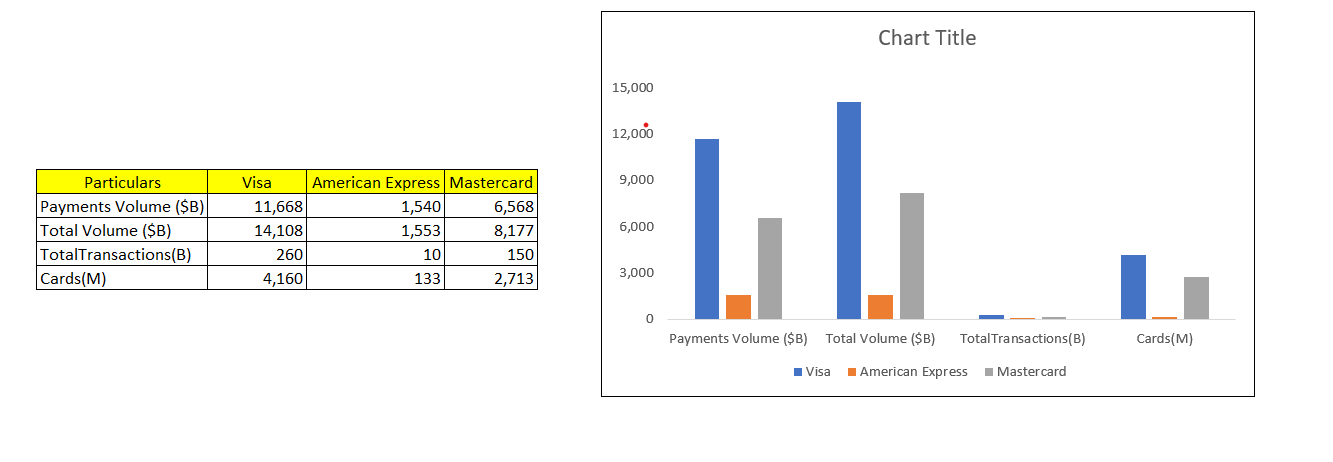 Particulars Visa American Express Mastercard
Payments Volume ($B) 11,668 1,540 6,568
Total Volume ($B) 14,108 1,553 8,177
TotalTransactions(B) 260 10 150
Cards(M) 4,160 133 2,713
Chart Title
15,000
12,000
9,000
6,000
3,000
0
Payments Volume ($B) Total Volume ($B) TotalTransactions(B) Cards(M)
Visa American Express Mastercard